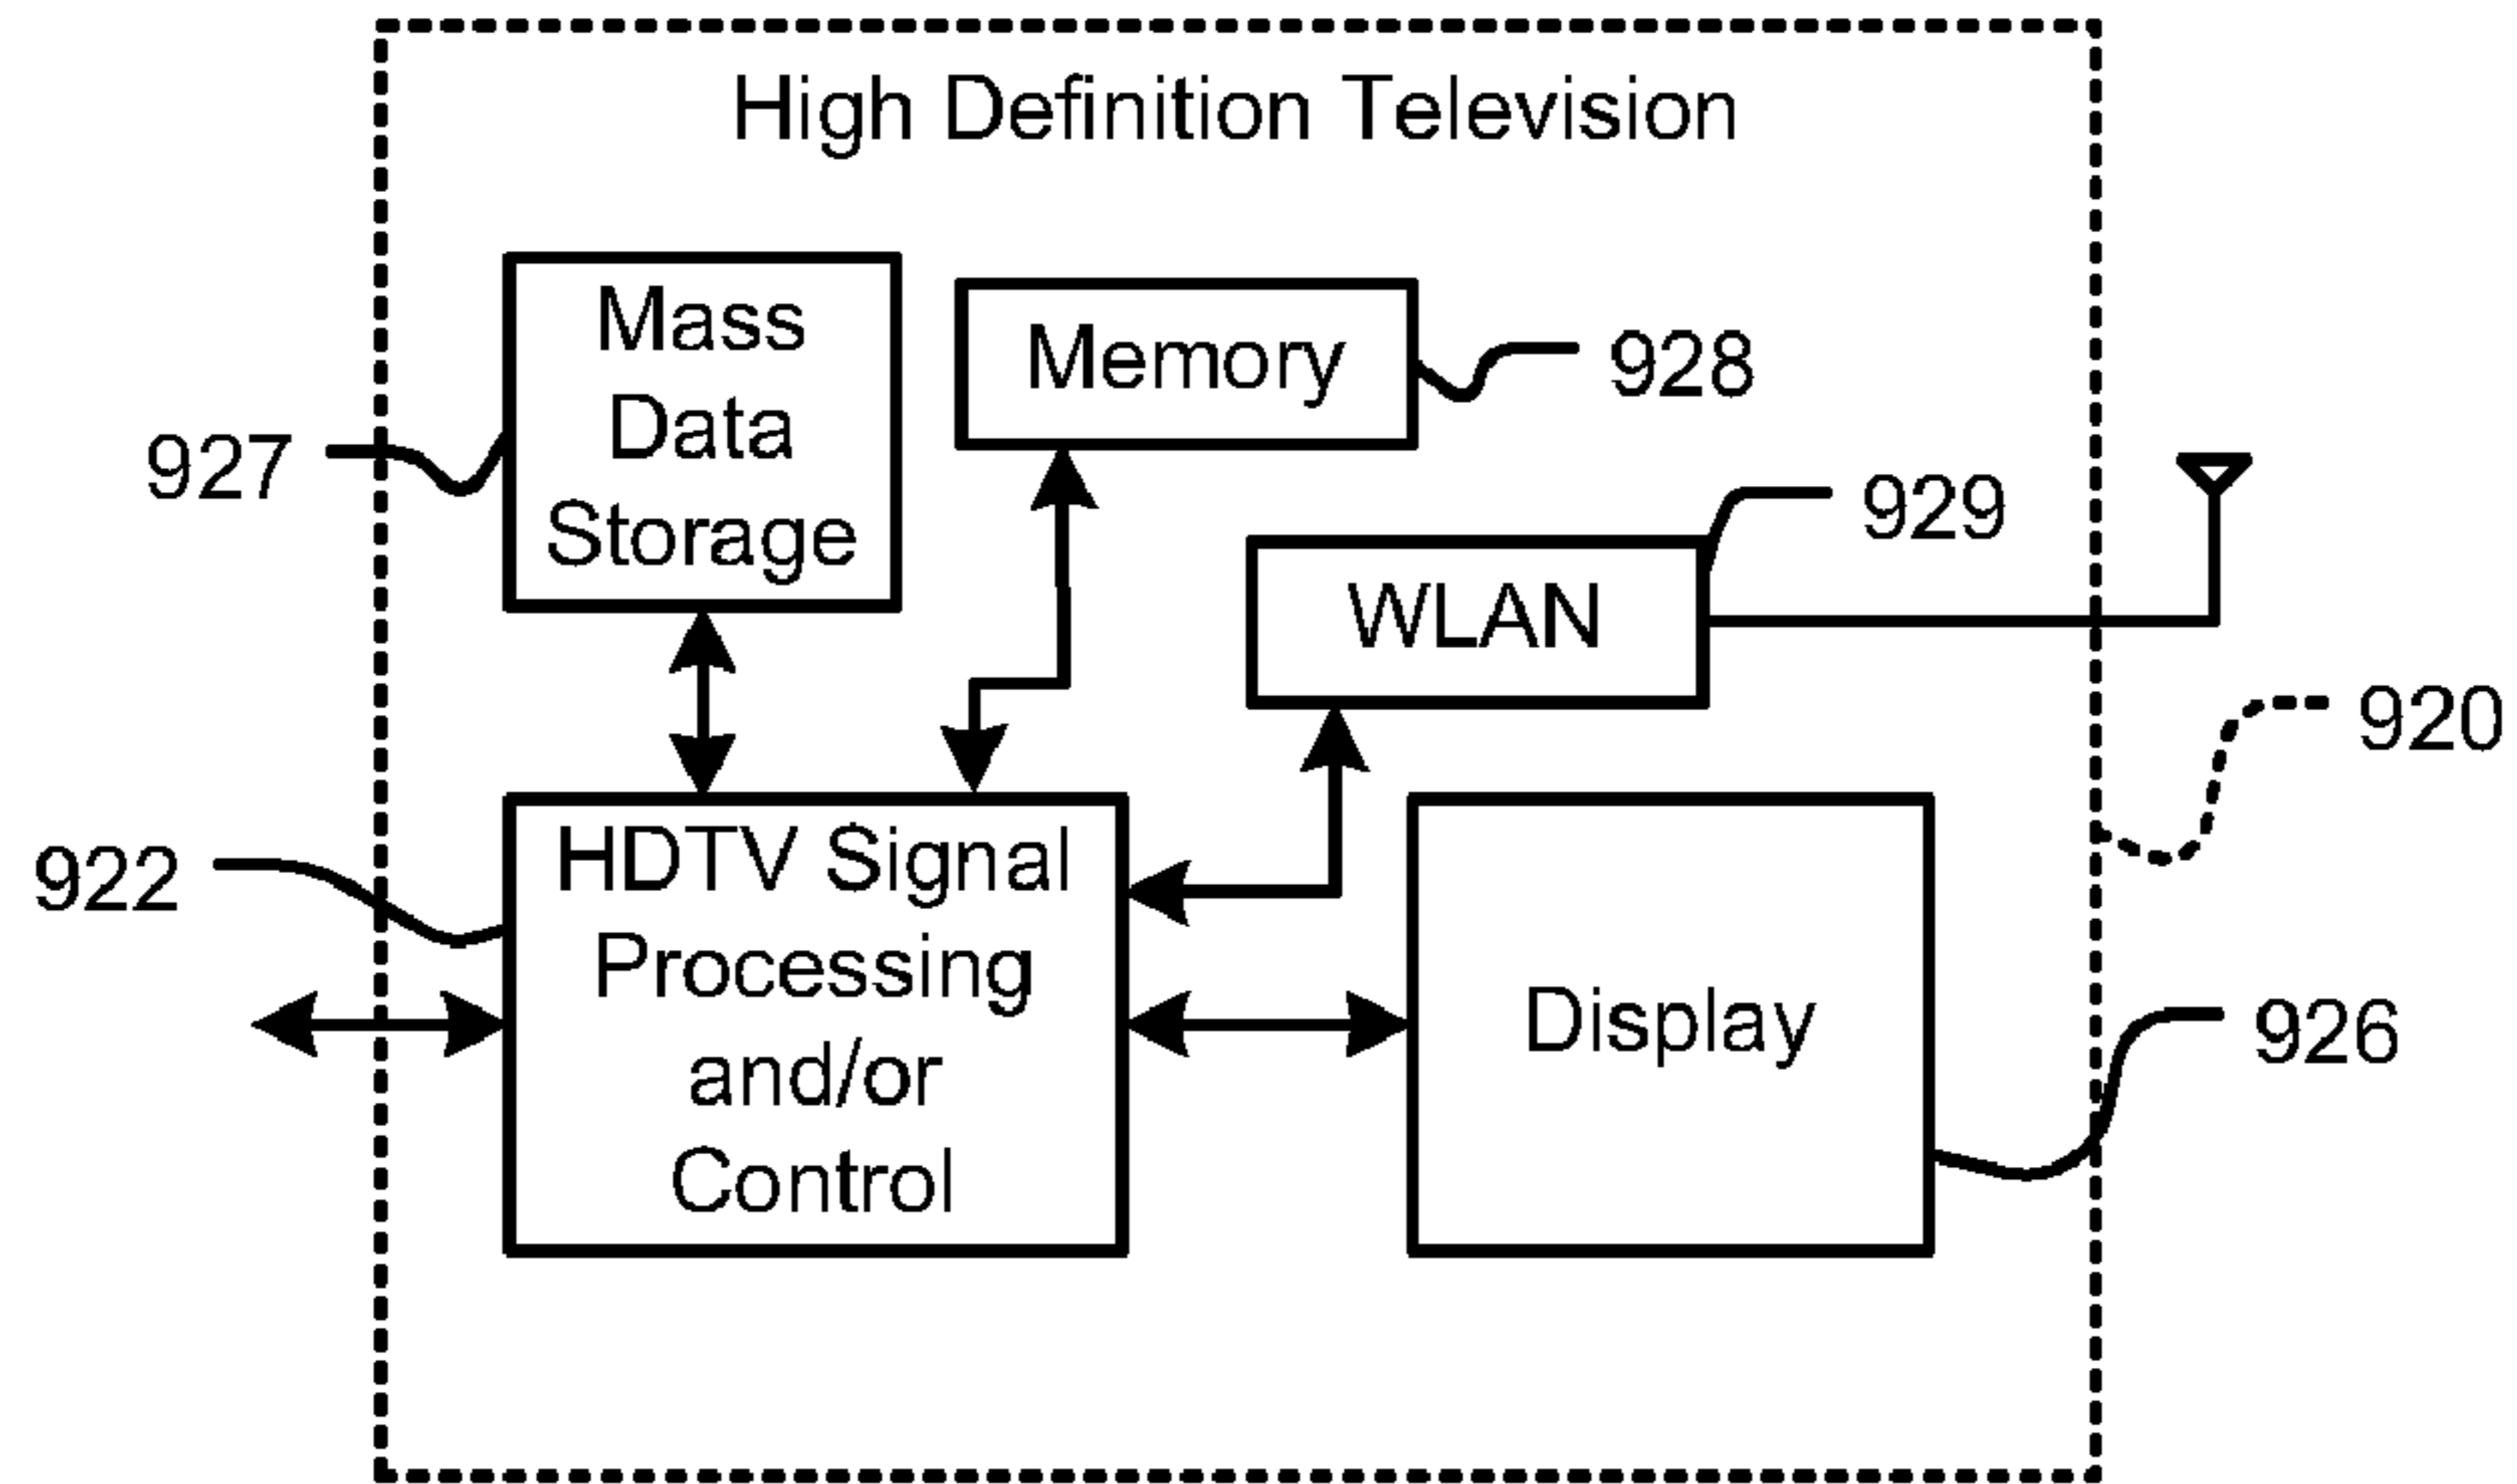 High Definition Television
Mass
Data
Storage
Memory
928
927
929
WLAN
920
922
HDTV Signal
Processing
and/or
Control
Display
926